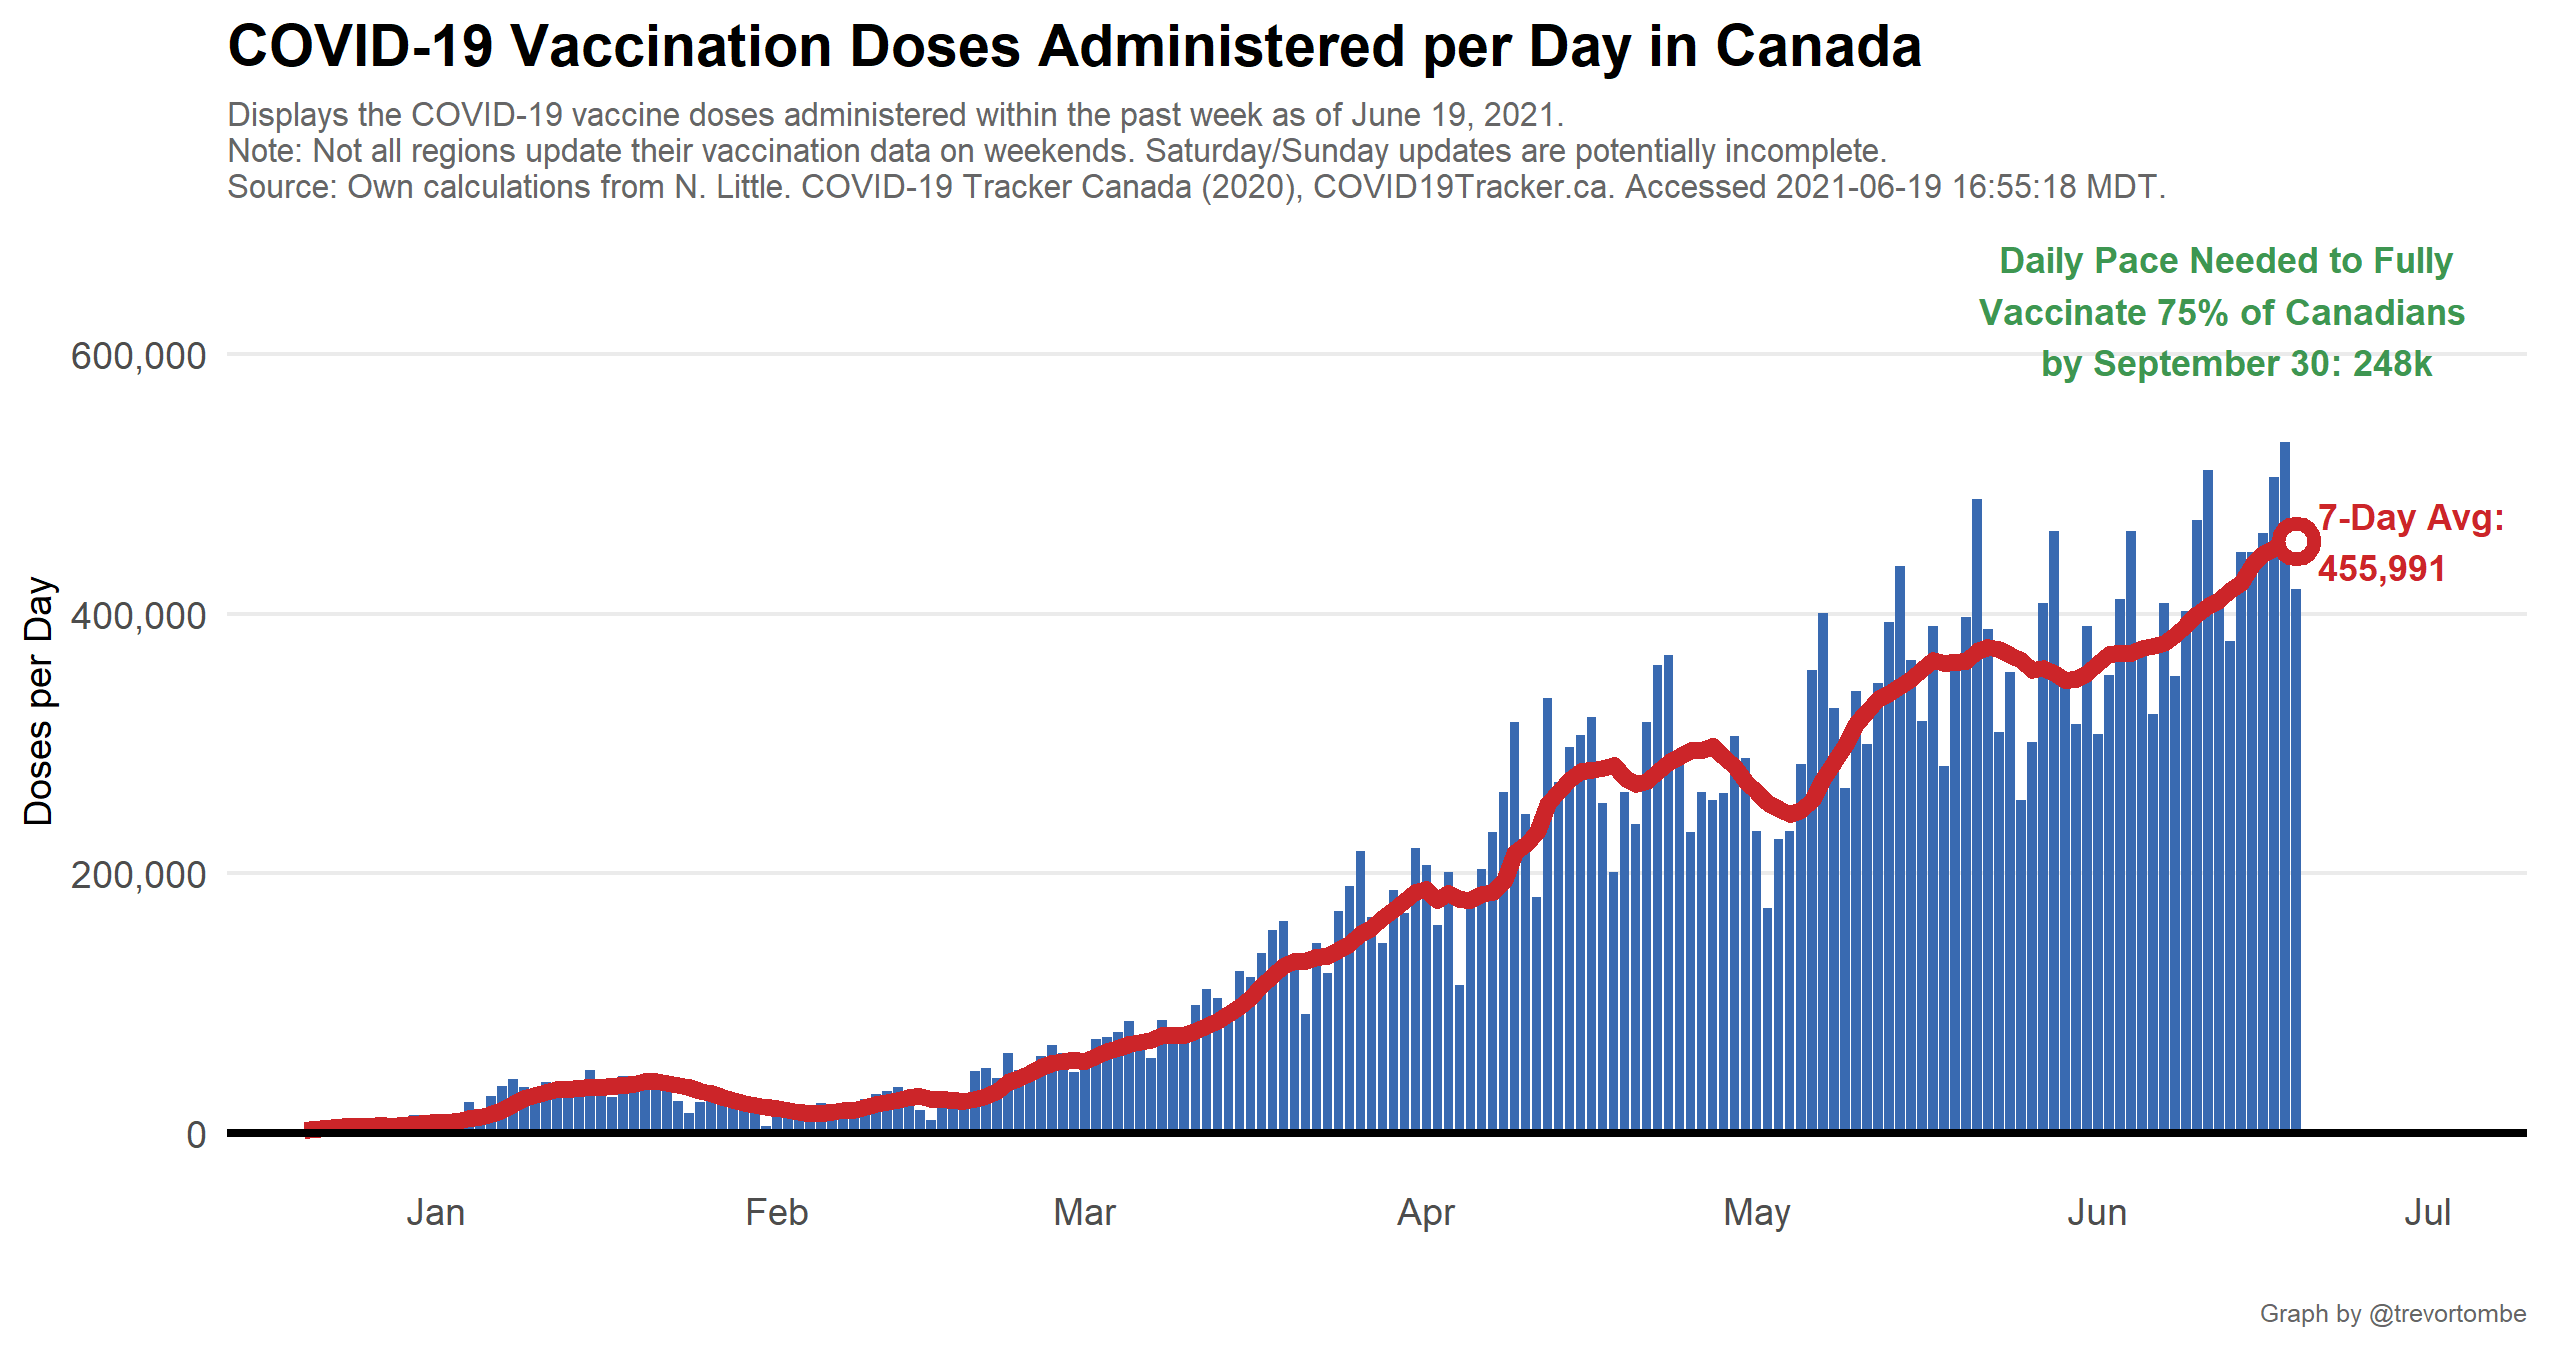 COVID-19 Vaccination Doses Administered per Day in Canada
Displays the COVID-19 vaccine doses administered within the past week as of June 19, 2021.
Note: Not all regions update their vaccination data on weekends. Saturday/Sunday updates are potentially incomplete.
Source: Own calculations from N. Little. COVID-19 Tracker Canada (2020), COVID19Tracker.ca. Accessed 2021-06-19 16:55:18 MDT.
Daily Pace Needed to Fully
Vaccinate 75% of Canadians
by September 30: 248k
600,000
7-Day Avg:
455,991
400,000
Doses per Day
200,000
0
Jan Feb Mar Apr May Jun Jul
Graph by @trevortombe